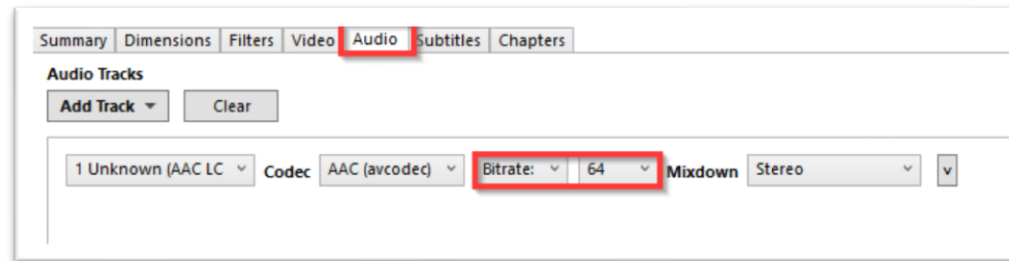 Summary Dimensions Filters Video Audio Subtitles Chapters
Audio Tracks
Add Track Clear
1 Unknown (AAC LC Codec AAC (avcodec) Bitrate: 64 Mixdown Stereo